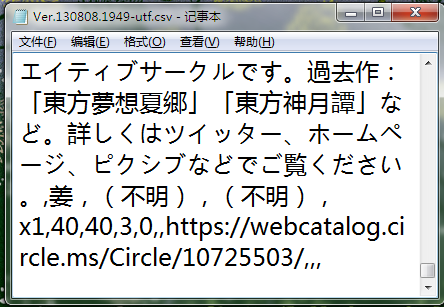 Ver.130808.1949-utf.csv - 记事本
文件(F) 编辑(E) 格式(O) 查看(V) 帮助(H)
エイティブサークルです。過去作：
「東方夢想夏郷」「東方神月譚」な
ど。詳しくはツイッター、ホームペ
ージ、ピクシブなどでご覧ください
。,姜，（不明），（不明），
x1,40,40,3,0,,https://webcatalog.ci
rcle.ms/Circle/10725503/,,,